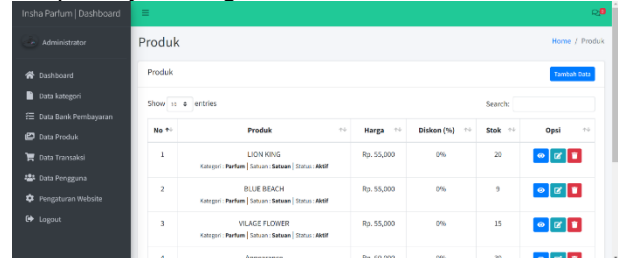 Insha Parfum | Dashboard
Administrator
Dashboard
Data kategori
Data Bank Pembayaran
Data Produk
Data Transaksi
Data Pengguna
Pengaturan Website
Logout
Produk
Home / Produk
Produk
Tambah Data
Show 10 entries
Search:
No Produk Harga Diskon (%) Stok Opsi
1 LION KING Rp. 55,000 0% 20
Kategori : Parfum | Satuan : Satuan | Status : Aktif
2 BLUE BEACH Rp. 55,000 0% 9
Kategori : Parfum | Satuan : Satuan | Status : Aktif
3 VILAGE FLOWER Rp. 55,000 0% 15
Kategori : Parfum | Satuan : Satuan | Status : Aktif